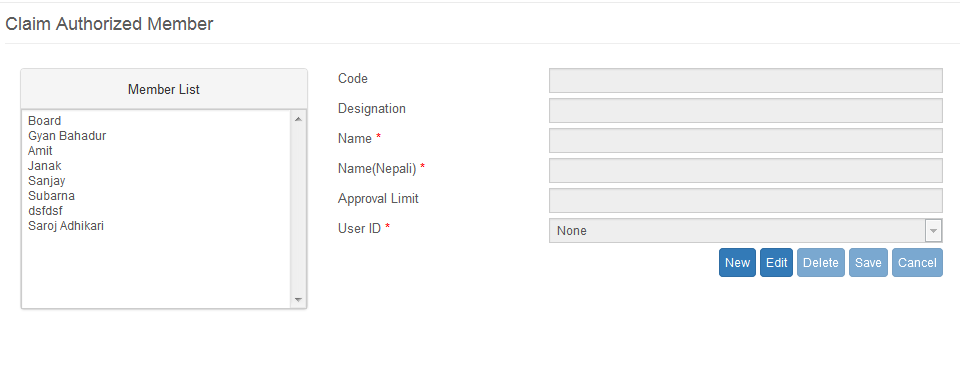 Claim Authorized Member
Member List
Board
Gyan Bahadur
Amit
Janak
Sanjay
Subarna
dsfdsf
Saroj Adhikari
Code
Designation
Name *
Name(Nepali) *
Approval Limit
User ID * None
New Edit Delete Save Cancel